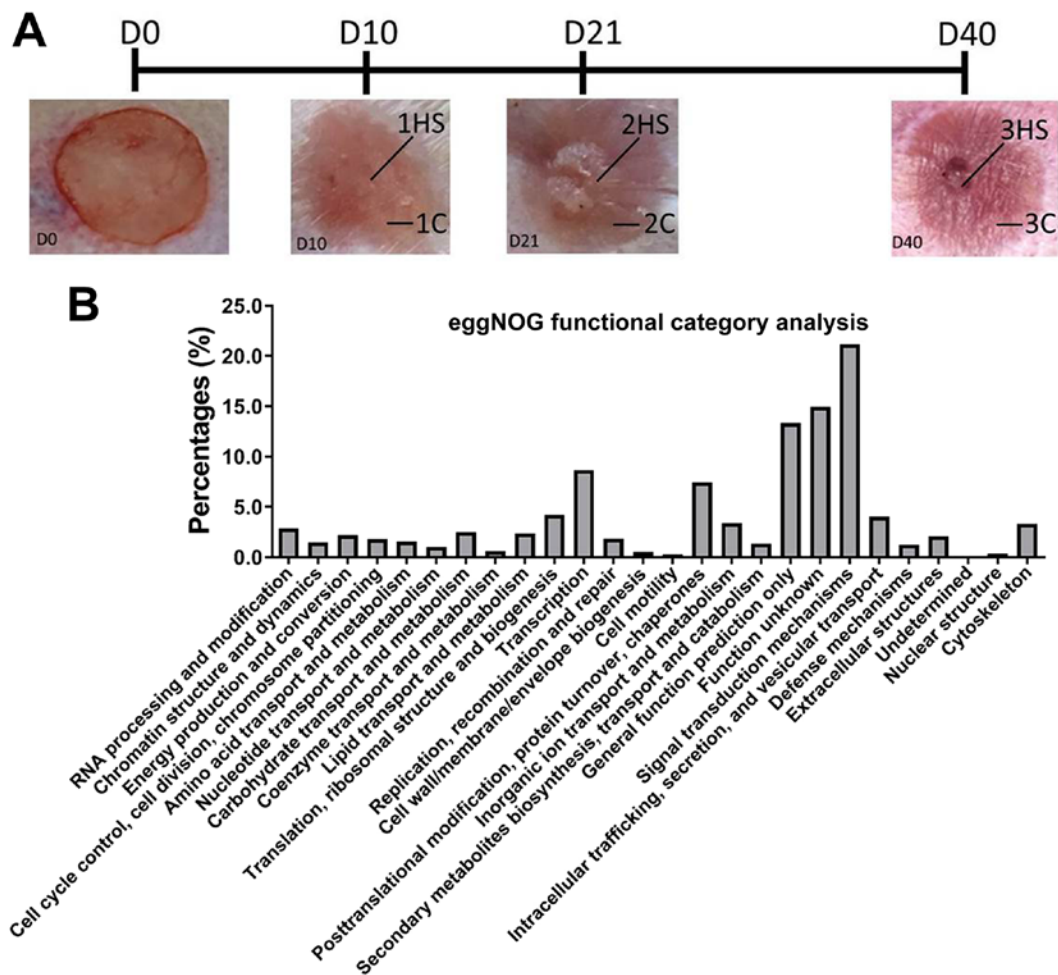 A
D0 D10 D21 D40
1HS 2HS 3HS
1C 2C 3C
D0 D10 D21 D40
B
eggNOG functional category analysis
Percentages (%)
25.0
20.0
15.0
10.0
5.0
0.0
RNA processing and modification
Chromatin structure and dynamics
Energy production and conversion
Cell cycle control, cell division, chromosome partitioning
Amino acid transport and metabolism
Nucleotide transport and metabolism
Carbohydrate transport and metabolism
Coenzyme transport and metabolism
Lipid transport and metabolism
Translation, ribosomal structure and biogenesis
Transcription
Replication, recombination and repair
Cell wall/membrane/envelope biogenesis
Cell motility
Posttranslational modification, protein turnover, chaperones
Inorganic ion transport and metabolism
Secondary metabolites biosynthesis, transport and catabolism
General function prediction only
Function unknown
Signal transduction mechanisms
Intracellular trafficking, secretion, and vesicular transport
Defense mechanisms
Extracellular structures
Undetermined
Nuclear structure
Cytoskeleton